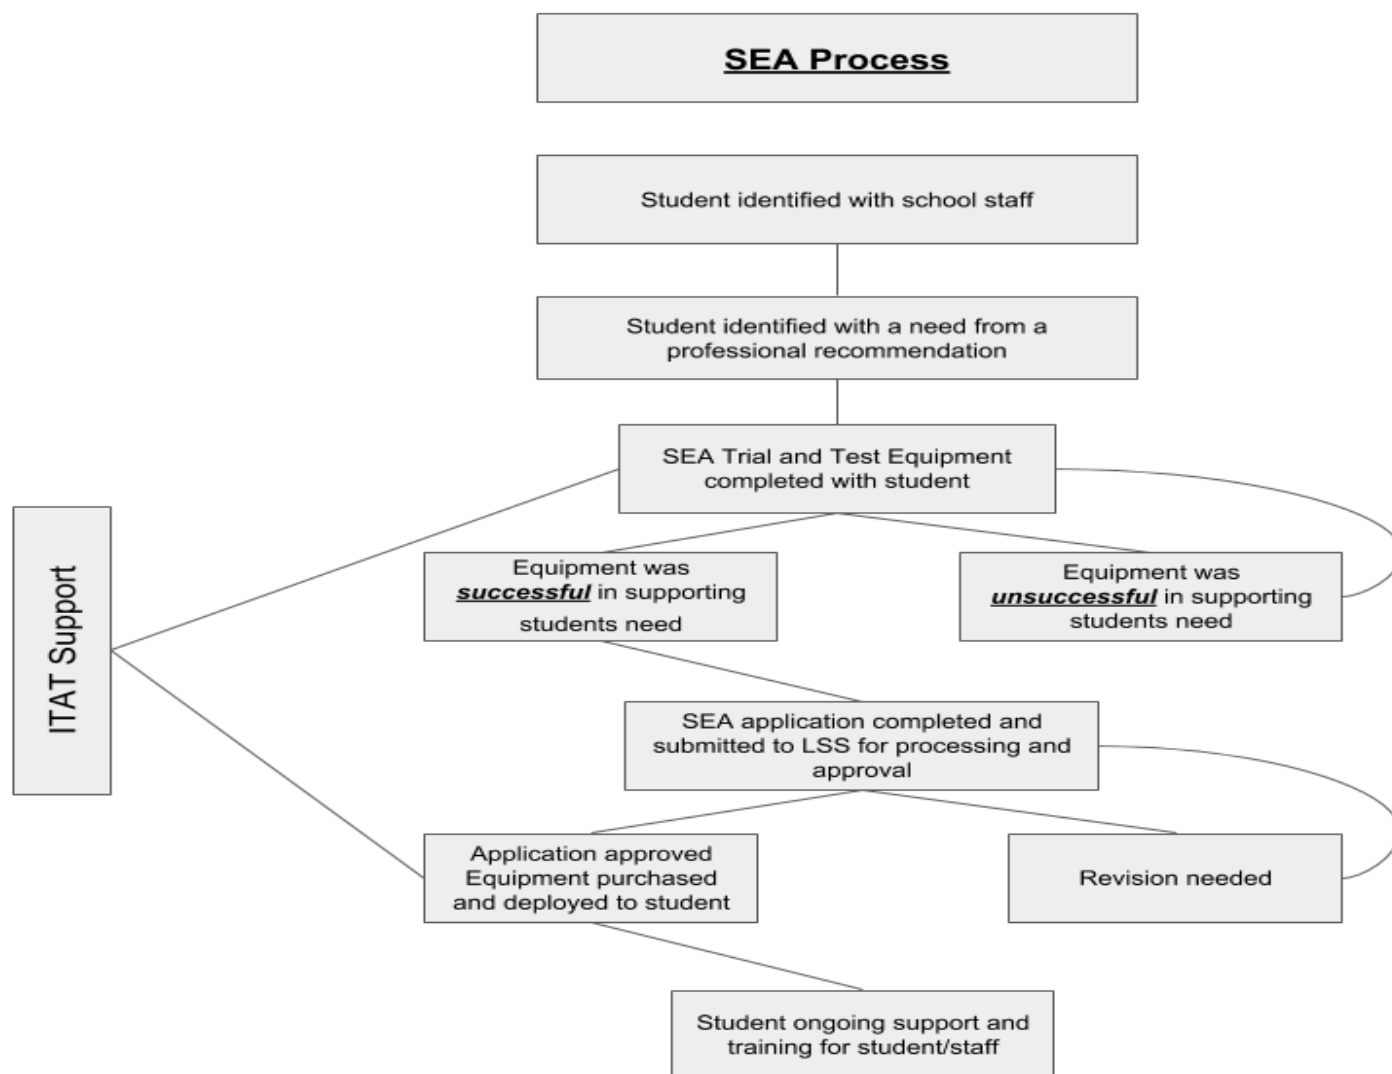 SEA Process
Student identified with school staff
Student identified with a need from a
professional recommendation
SEA Trial and Test Equipment
completed with student
ITAT Support
Equipment was
successful in supporting
students need
Equipment was
unsuccessful in supporting
students need
SEA application completed and
submitted to LSS for processing and
approval
Application approved
Equipment purchased
and deployed to student
Revision needed
Student ongoing support and
training for student/staff